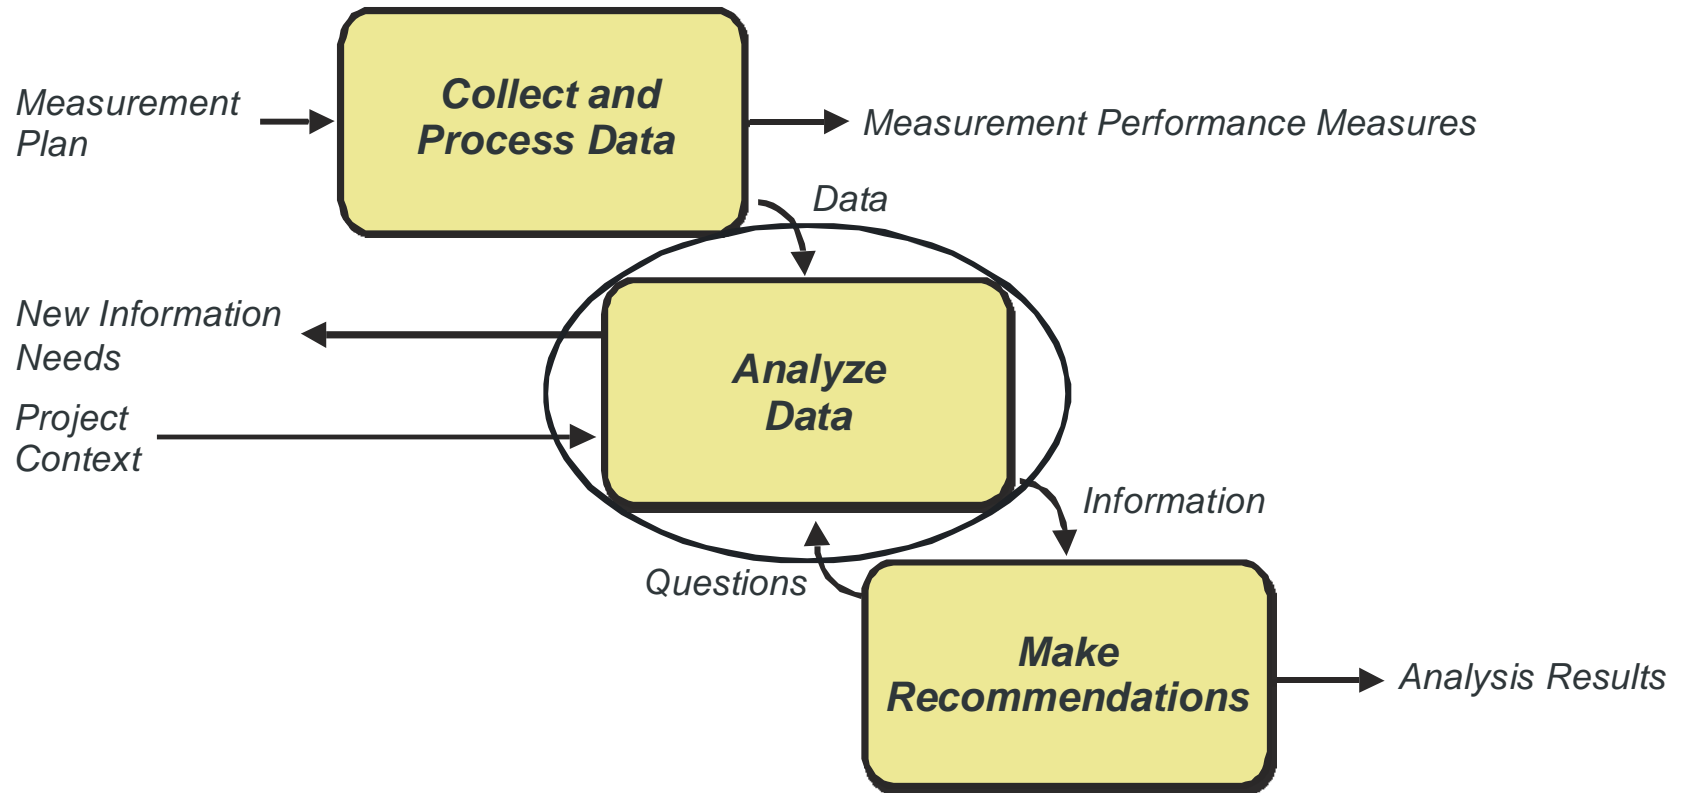 Collect and
Process Data
Measurement
Plan
Measurement Performance Measures
Data
New Information
Needs
Analyze
Data
Project
Context
Information
Questions
Make
Recommendations
Analysis Results